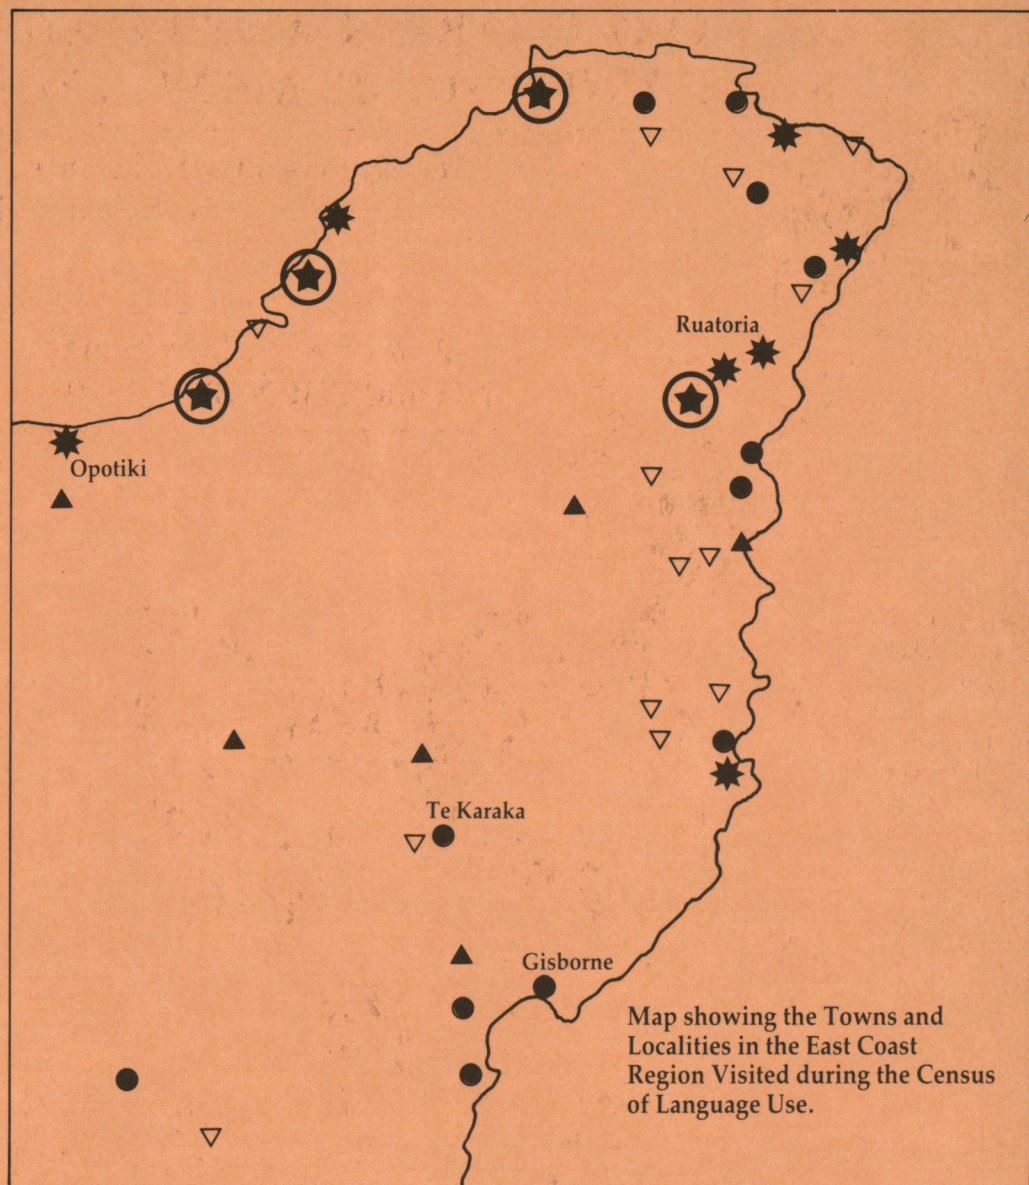 Ruatoria
Opotiki
Te Karaka
Gisborne
Map showing the Towns and
Localities in the East Coast
Region Visited during the Census
of Language Use.